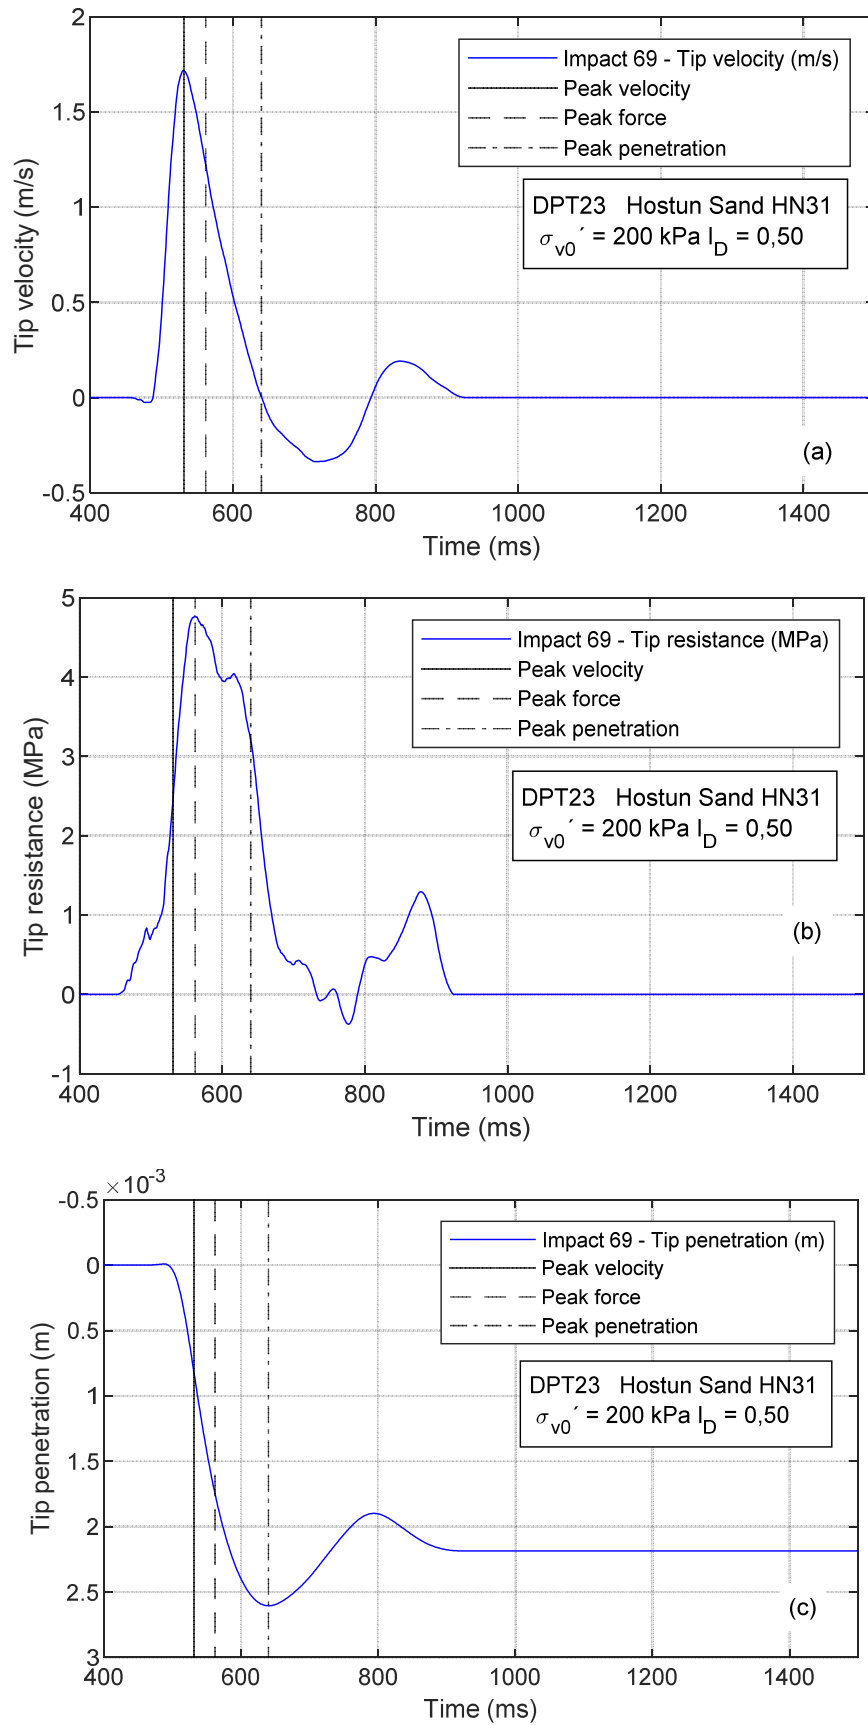 2
1.5
1
0.5
0
-0.5
Tip velocity (m/s)
Impact 69 - Tip velocity (m/s)
Peak velocity
Peak force
Peak penetration
DPT23 Hostun Sand HN31
σv0´ = 200 kPa ID = 0,50
(a)
400 600 800 1000 1200 1400
Time (ms)
5
4
3
2
1
0
-1
Tip resistance (MPa)
Impact 69 - Tip resistance (MPa)
Peak velocity
Peak force
Peak penetration
DPT23 Hostun Sand HN31
σv0´ = 200 kPa ID = 0,50
(b)
400 600 800 1000 1200 1400
Time (ms)
×10-3
-0.5
0
0.5
1
1.5
2
2.5
3
Tip penetration (m)
Impact 69 - Tip penetration (m)
Peak velocity
Peak force
Peak penetration
DPT23 Hostun Sand HN31
σv0´ = 200 kPa ID = 0,50
(c)
400 600 800 1000 1200 1400
Time (ms)